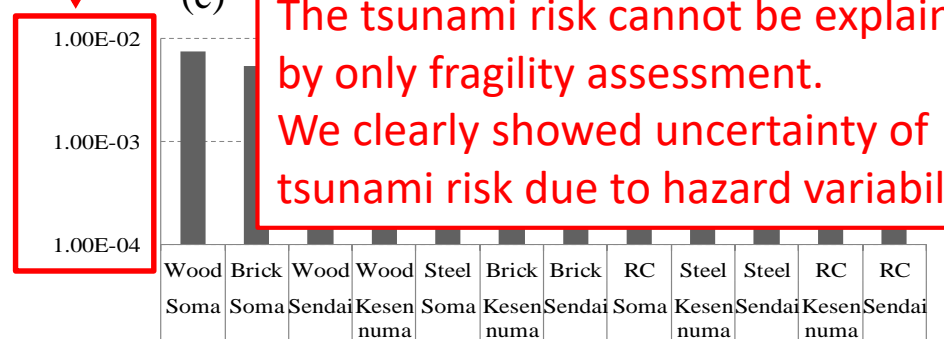 (c)
The tsunami risk cannot be explain
by only fragility assessment.
We clearly showed uncertainty of
tsunami risk due to hazard variabil
1.00E-02
1.00E-03
1.00E-04
Wood Brick Wood Wood Steel Brick Brick RC Steel Steel RC RC
Soma Soma Sendai Kesen Soma Kesen Sendai Soma Kesen Sendai Kesen Sendai
numa numa numa numa